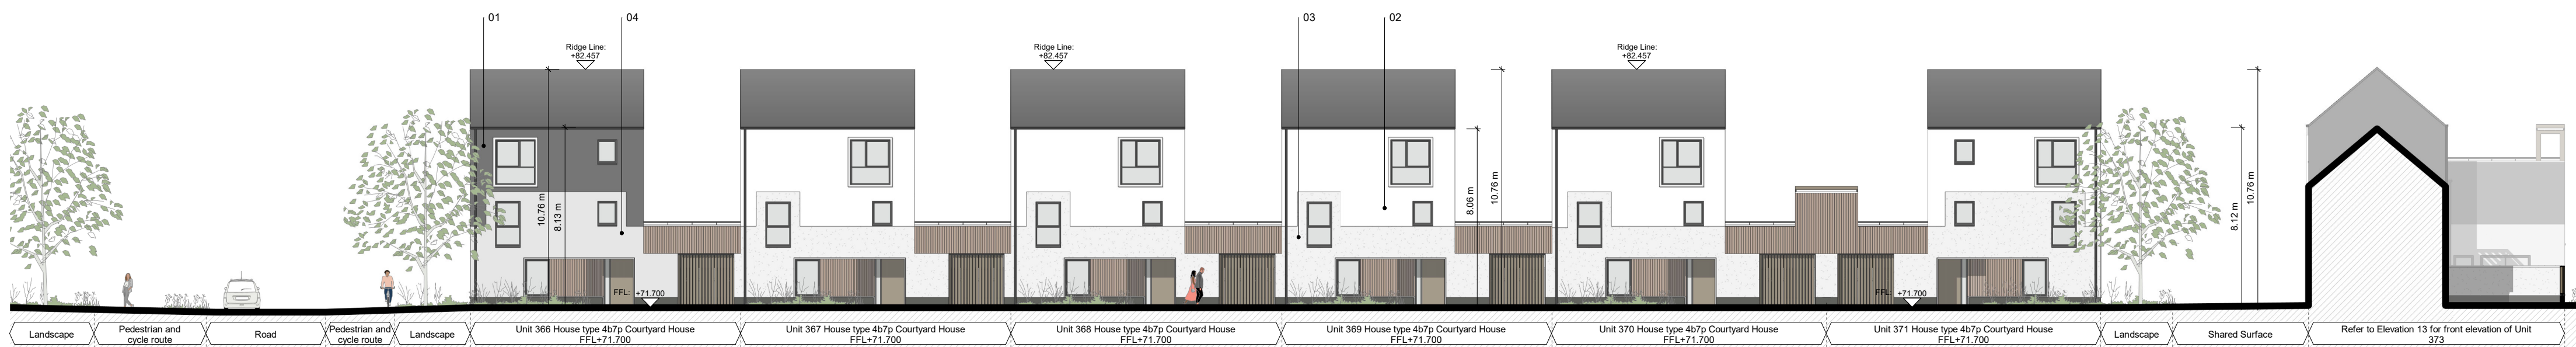 01
04
03
02
Ridge Line:
+82.457
Ridge Line:
+82.457
Ridge Line:
+82.457
10.76 m
8.13 m
8.06 m
10.76 m
8.12 m
10.76 m
FFL: +71.700
FFL: +71.700
Landscape
Pedestrian and
cycle route
Road
Pedestrian and
cycle route
Landscape
Unit 366 House type 4b7p Courtyard House
FFL+71.700
Unit 367 House type 4b7p Courtyard House
FFL+71.700
Unit 368 House type 4b7p Courtyard House
FFL+71.700
Unit 369 House type 4b7p Courtyard House
FFL+71.700
Unit 370 House type 4b7p Courtyard House
FFL+71.700
Unit 371 House type 4b7p Courtyard House
FFL+71.700
Landscape
Shared Surface
Refer to Elevation 13 for front elevation of Unit
373